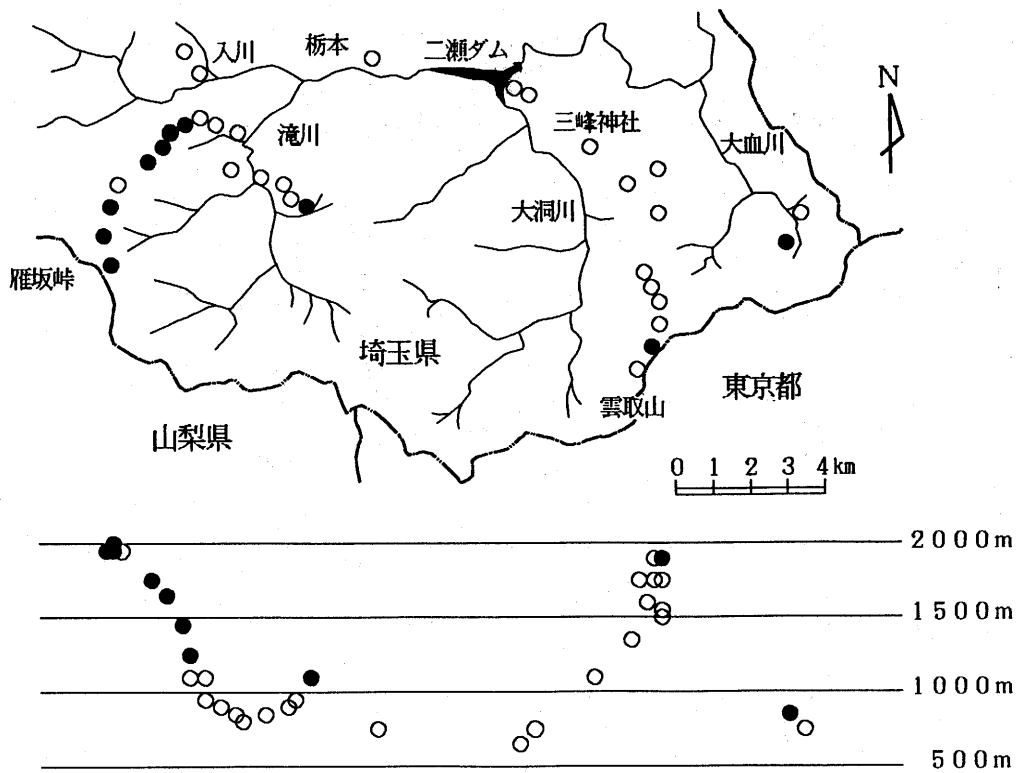 入川
栃本
二瀬ダム
N
滝川
三峰神社
大血川
大洞川
雁坂峠
埼玉県
雲取山
東京都
山梨県
0 1 2 3 4 km
2000m
1500m
1000m
500m